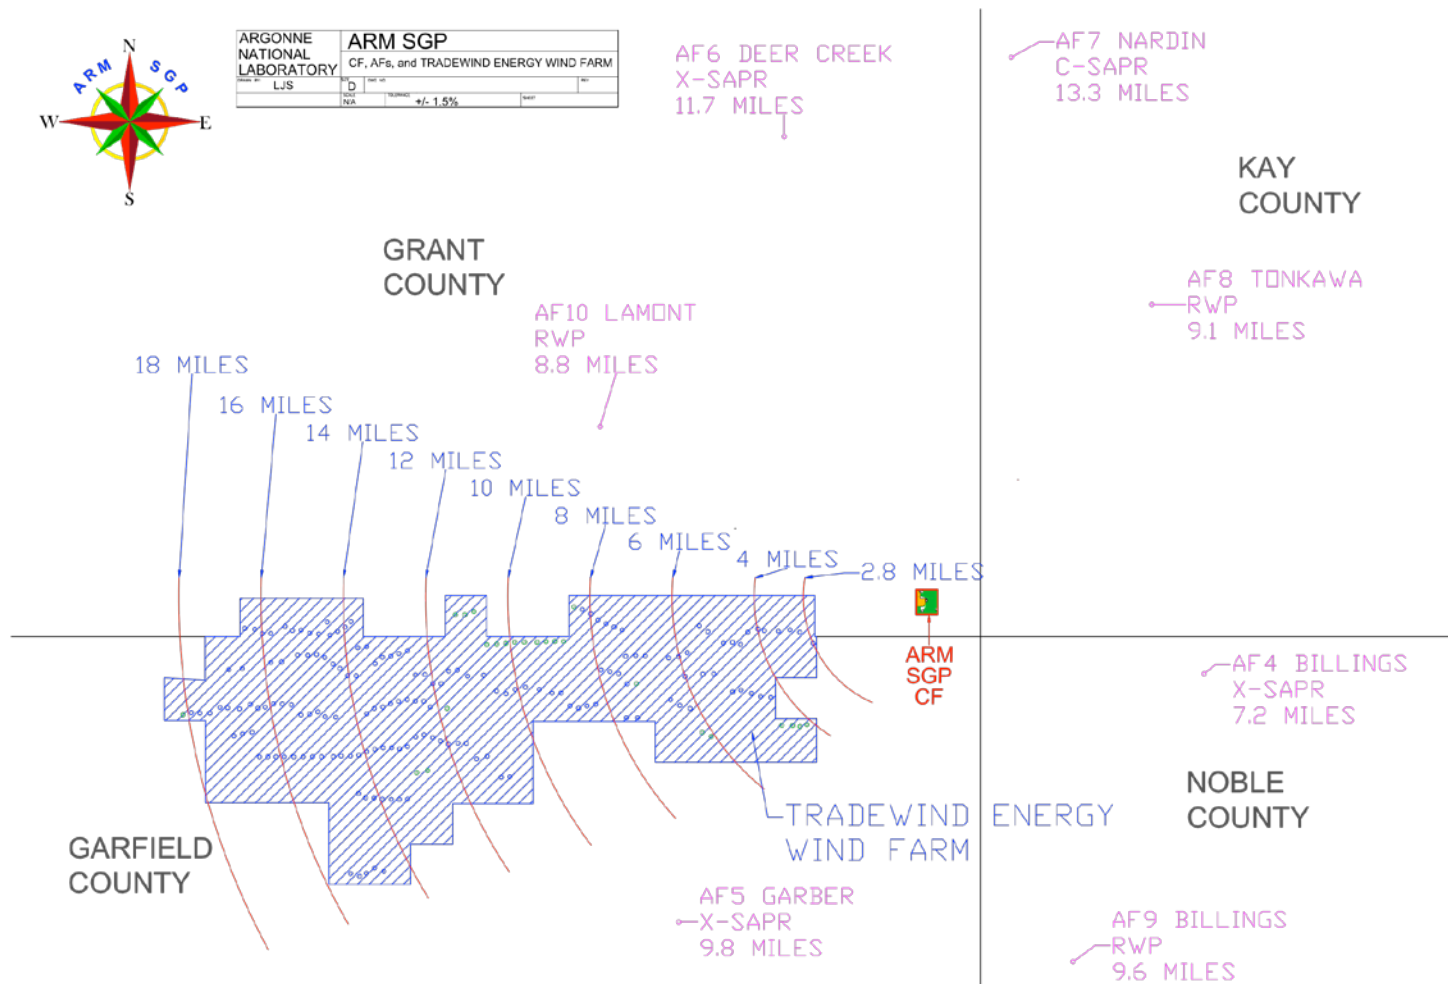 N
ARM SGP
W
E
S
ARGONNE
NATIONAL
LABORATORY
ARM SGP
CF, AFs, and TRADEWIND ENERGY WIND FARM
LJS
D
N/A
+/- 1.5%
AF6 DEER CREEK
X-SAPR
11.7 MILES
AF7 NARDIN
C-SAPR
13.3 MILES
KAY
COUNTY
GRANT
COUNTY
AF8 TONKAWA
RWP
9.1 MILES
AF10 LAMONT
RWP
8.8 MILES
18 MILES
16 MILES
14 MILES
12 MILES
10 MILES
8 MILES
6 MILES
4 MILES
2.8 MILES
ARM
SGP
CF
AF4 BILLINGS
X-SAPR
7.2 MILES
NOBLE
COUNTY
TRADEWIND ENERGY
WIND FARM
GARFIELD
COUNTY
AF5 GARBER
X-SAPR
9.8 MILES
AF9 BILLINGS
RWP
9.6 MILES